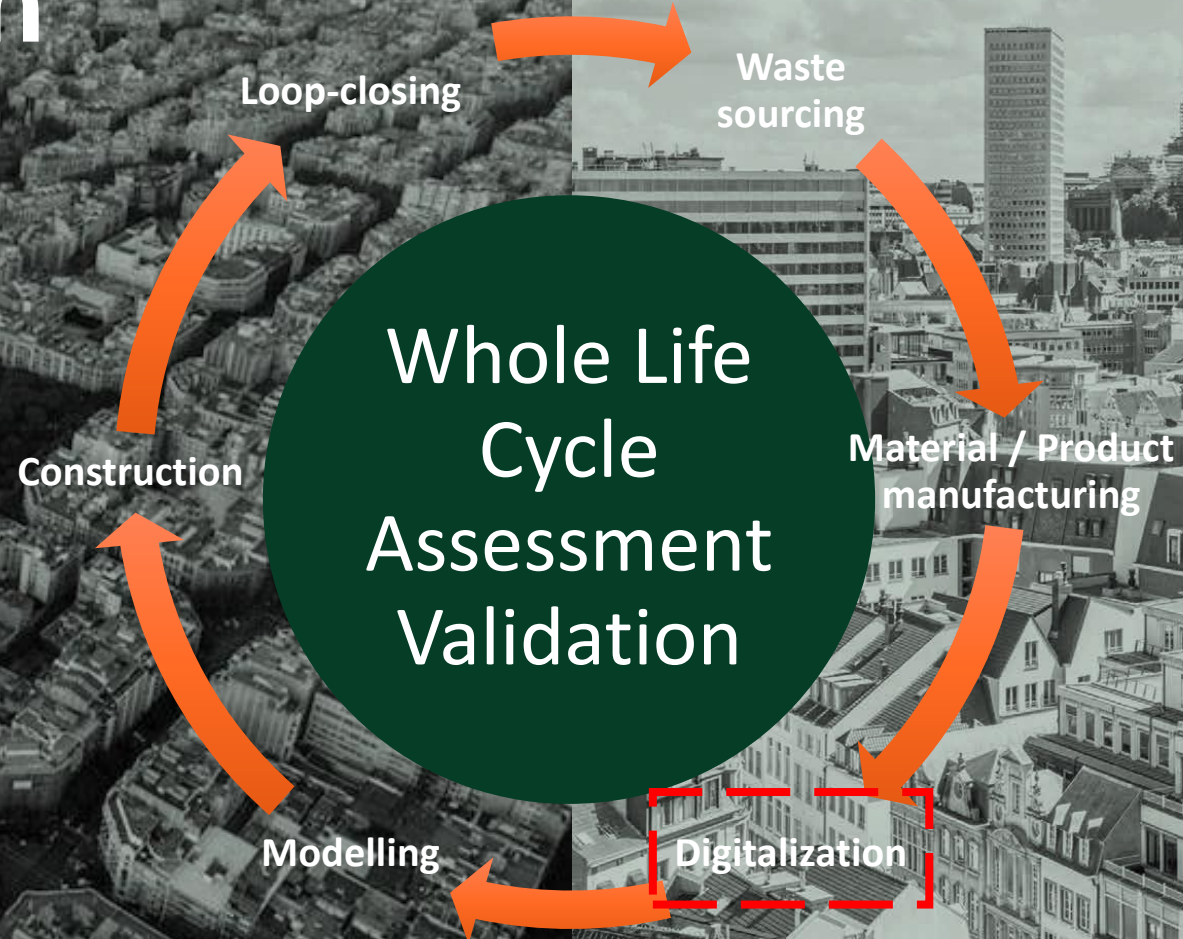 Loop-closing
Waste
sourcing
Whole Life
Cycle
Assessment
Validation
Material / Product
manufacturing
Construction
Modelling
Digitalization